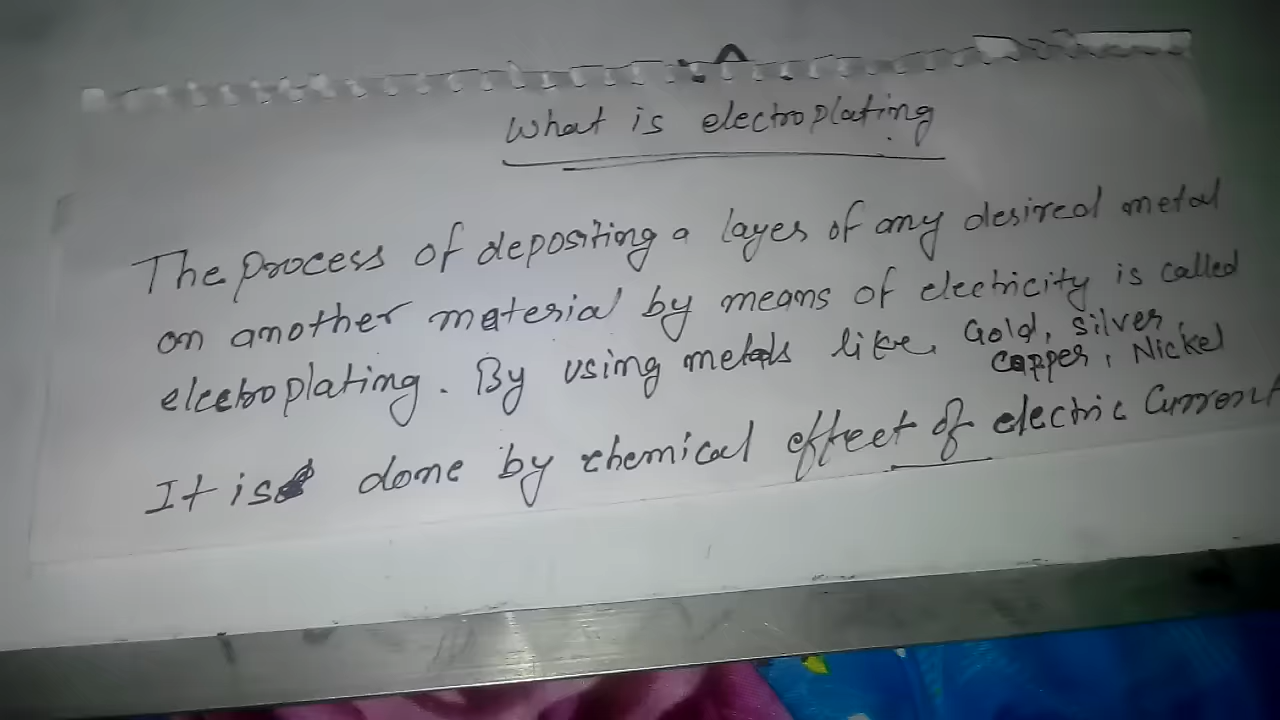 What is electroplating
The process of depositing a layer of any desired metal
on another material by means of electricity is called
electroplating. By using metals like Gold, Silver,
Copper, Nickel
It is done by chemical effect of electric Current